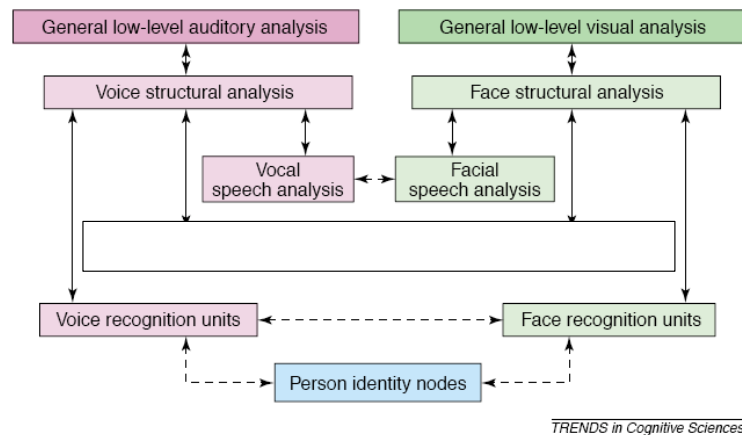 General low-level auditory analysis
General low-level visual analysis
Voice structural analysis
Face structural analysis
Vocal
speech analysis
Facial
speech analysis
Voice recognition units
Face recognition units
Person identity nodes
TRENDS in Cognitive Sciences